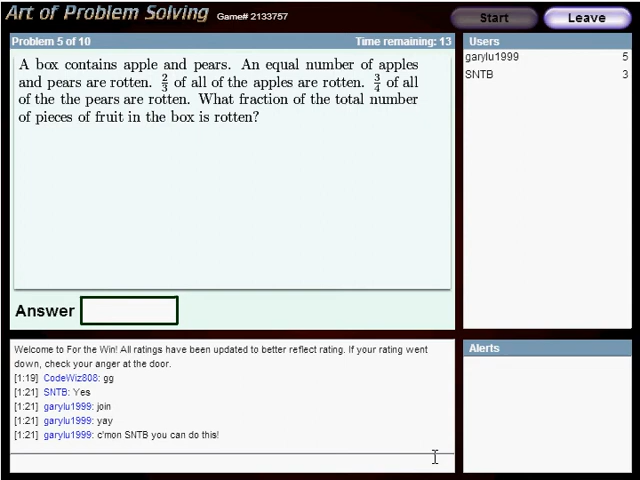 Art of Problem Solving Game# 2133757
Start Leave
Problem 5 of 10 Time remaining: 13
A box contains apple and pears. An equal number of apples
and pears are rotten. 2/3 of all of the apples are rotten. 3/4 of all
of the the pears are rotten. What fraction of the total number
of pieces of fruit in the box is rotten?
Answer
Users
garylu1999 5
SNTB 3
Welcome to For the Win! All ratings have been updated to better reflect rating. If your rating went
down, check your anger at the door.
[1:19] CodeWiz808: gg
[1:21] SNTB: Yes
[1:21] garylu1999: join
[1:21] garylu1999: yay
[1:21] garylu1999: c'mon SNTB you can do this!
Alerts